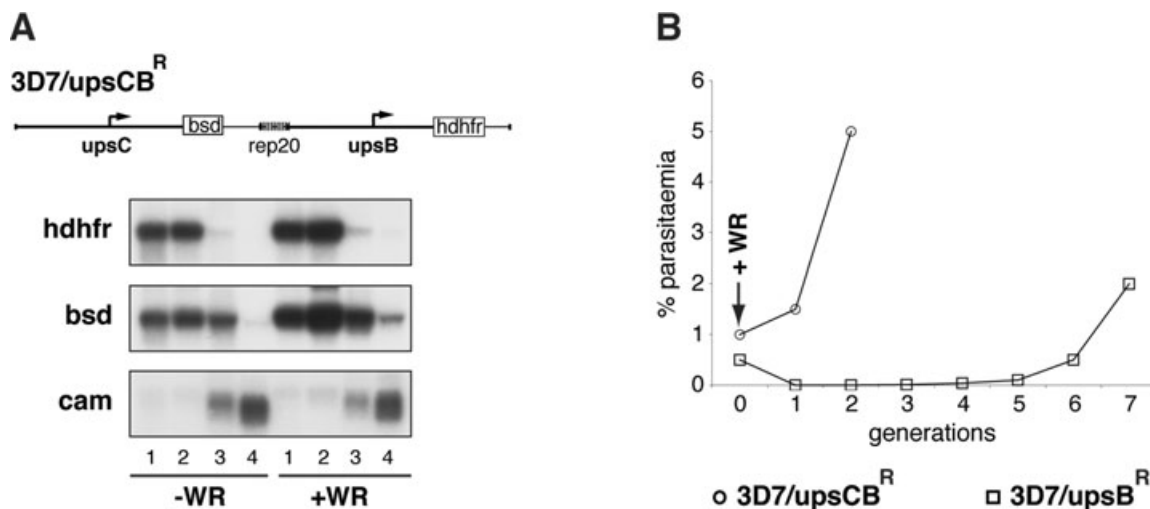 A
3D7/upsCB^R
bsd
hdhfr
upsC
rep20
upsB
hdhfr
bsd
cam
1 2 3 4 1 2 3 4
-WR +WR
B
% parasitaemia
6
5
4
3
2
1
0
+ WR
0 1 2 3 4 5 6 7
generations
3D7/upsCB^R
3D7/upsB^R